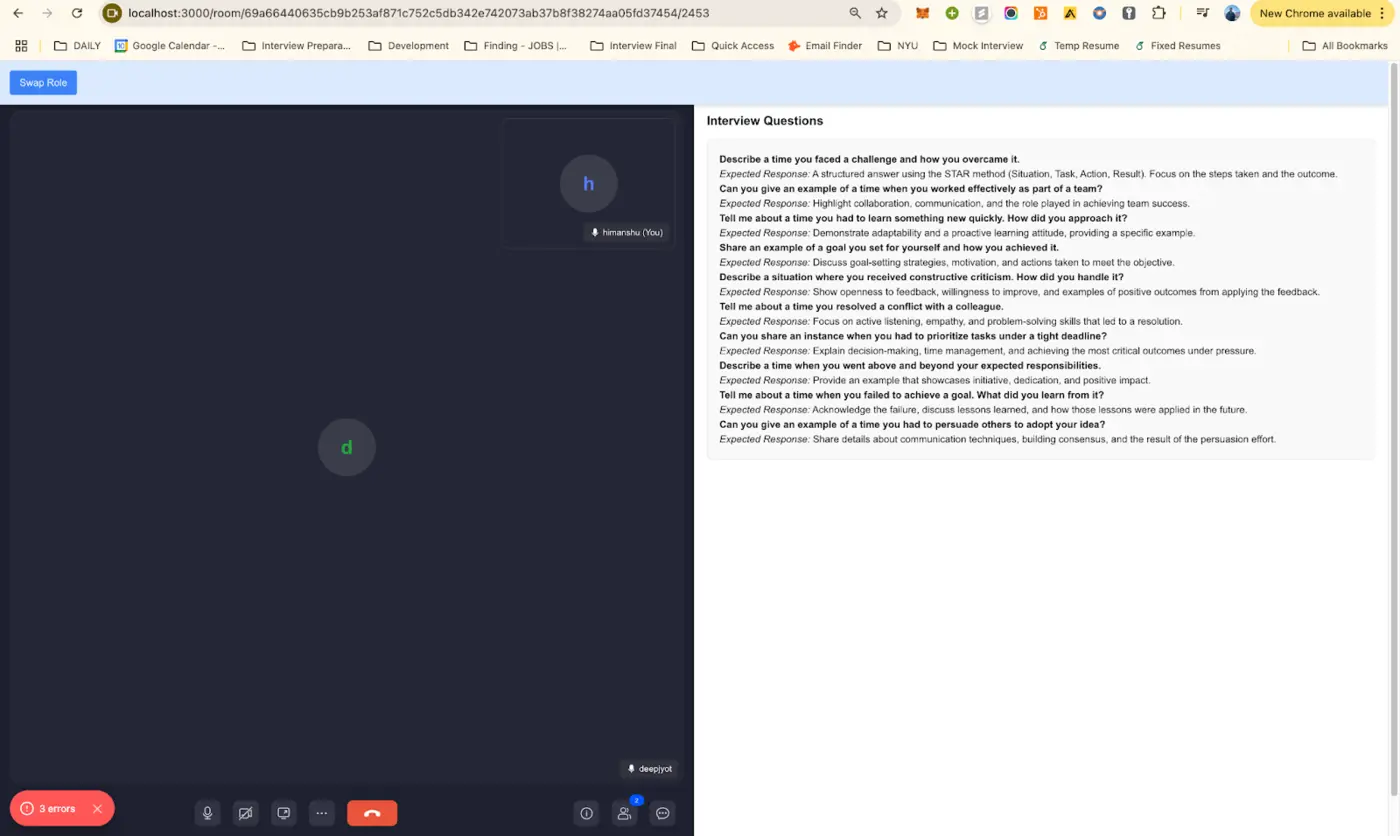 localhost:3000/room/69a66440635cb9b253af871c752c5db342e742073ab37b8f38274aa05fd37454/2453
New Chrome available
DAILY
Google Calendar -...
Interview Prepara...
Development
Finding - JOBS |...
Interview Final
Quick Access
Email Finder
NYU
Mock Interview
Temp Resume
Fixed Resumes
All Bookmarks
Swap Role
h
himanshu (You)
d
deepjyot
3 errors
2
Interview Questions
Describe a time you faced a challenge and how you overcame it.
Expected Response: A structured answer using the STAR method (Situation, Task, Action, Result). Focus on the steps taken and the outcome.
Can you give an example of a time when you worked effectively as part of a team?
Expected Response: Highlight collaboration, communication, and the role played in achieving team success.
Tell me about a time you had to learn something new quickly. How did you approach it?
Expected Response: Demonstrate adaptability and a proactive learning attitude, providing a specific example.
Share an example of a goal you set for yourself and how you achieved it.
Expected Response: Discuss goal-setting strategies, motivation, and actions taken to meet the objective.
Describe a situation where you received constructive criticism. How did you handle it?
Expected Response: Show openness to feedback, willingness to improve, and examples of positive outcomes from applying the feedback.
Tell me about a time you resolved a conflict with a colleague.
Expected Response: Focus on active listening, empathy, and problem-solving skills that led to a resolution.
Can you share an instance when you had to prioritize tasks under a tight deadline?
Expected Response: Explain decision-making, time management, and achieving the most critical outcomes under pressure.
Describe a time when you went above and beyond your expected responsibilities.
Expected Response: Provide an example that showcases initiative, dedication, and positive impact.
Tell me about a time when you failed to achieve a goal. What did you learn from it?
Expected Response: Acknowledge the failure, discuss lessons learned, and how those lessons were applied in the future.
Can you give an example of a time you had to persuade others to adopt your idea?
Expected Response: Share details about communication techniques, building consensus, and the result of the persuasion effort.